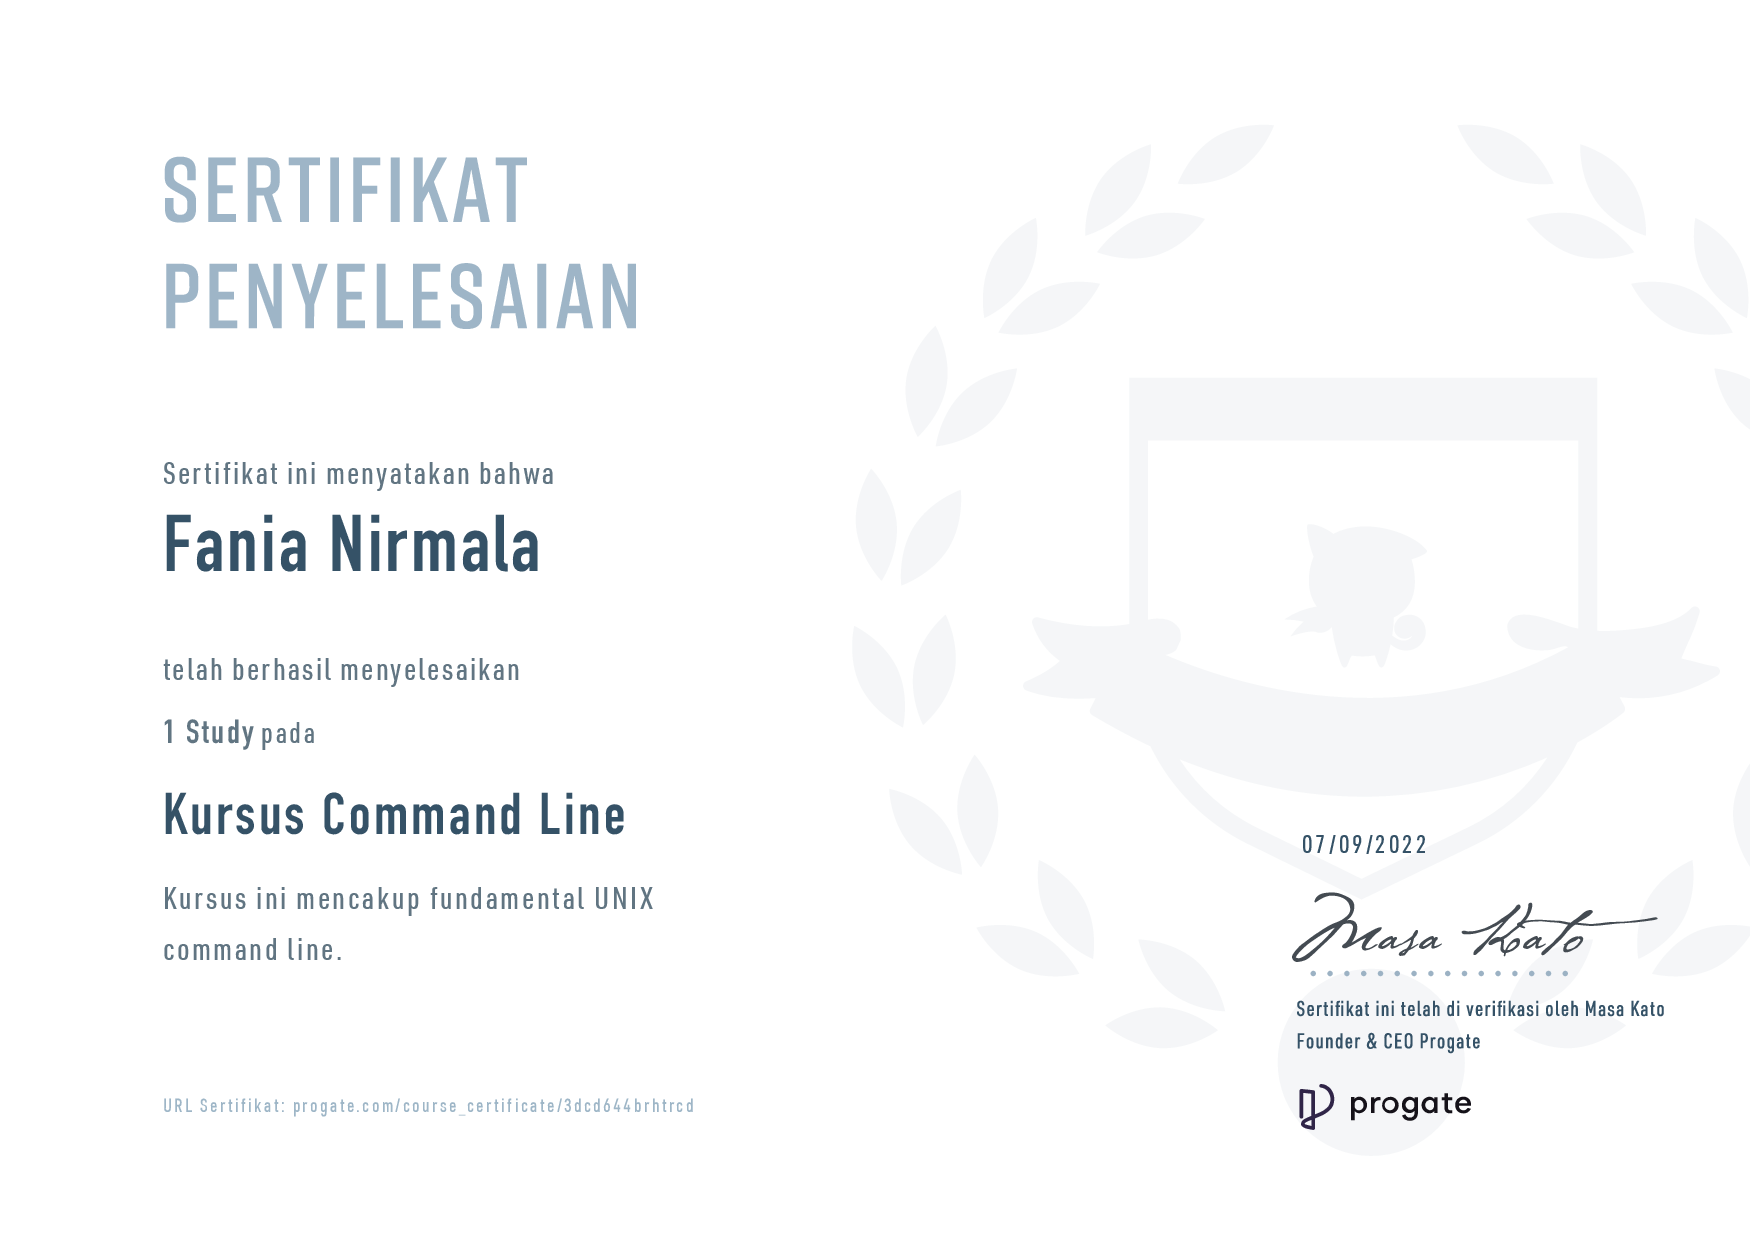 SERTIFIKAT
PENYELESAIAN
Sertifikat ini menyatakan bahwa
Fania Nirmala
telah berhasil menyelesaikan
1 Study pada
Kursus Command Line
Kursus ini mencakup fundamental UNIX
command line.
URL Sertifikat: progate.com/course_certificate/3dcd644brhtrcd
07/09/2022
Masa Kato
Sertifikat ini telah di verifikasi oleh Masa Kato
Founder & CEO Progate
progate